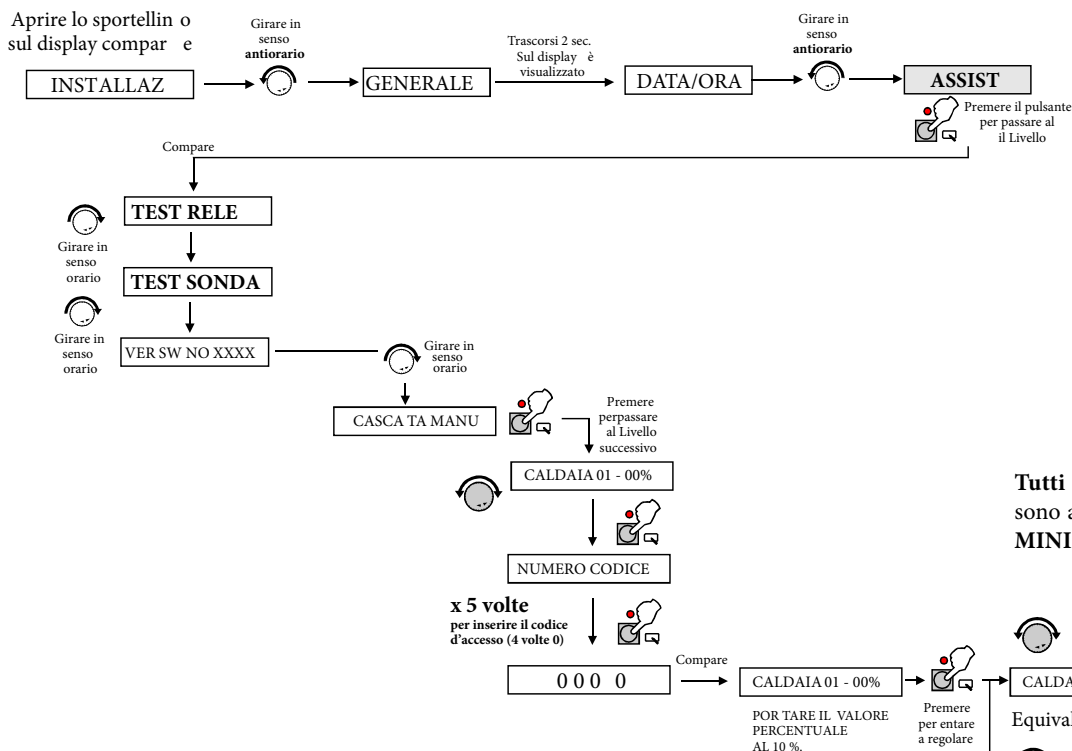 Aprire lo sportellin o
sul display compar e
INSTALLAZ
Girare in
senso
antiorario
GENERALE
Trascorsi 2 sec.
Sul display è
visualizzato
DATA/ORA
Girare in
senso
antiorario
ASSIST
Premere il pulsante
per passare al
il Livello
Compare
TEST RELE
Girare in
senso
orario
TEST SONDA
Girare in
senso
orario
VER SW NO XXXX
Girare in
senso
orario
CASCA TA MANU
Premere
perpassare
al Livello
successivo
CALDAIA 01 - 00%
NUMERO CODICE
x 5 volte
per inserire il codice
d'accesso (4 volte 0)
0 0 0 0
Compare
CALDAIA 01 - 00%
POR TARE IL VALORE
PERCENTUALE
AL 10 %.
Premere
per entare
a regolare
Tutti
sono a
MINI
CALDA
Equival